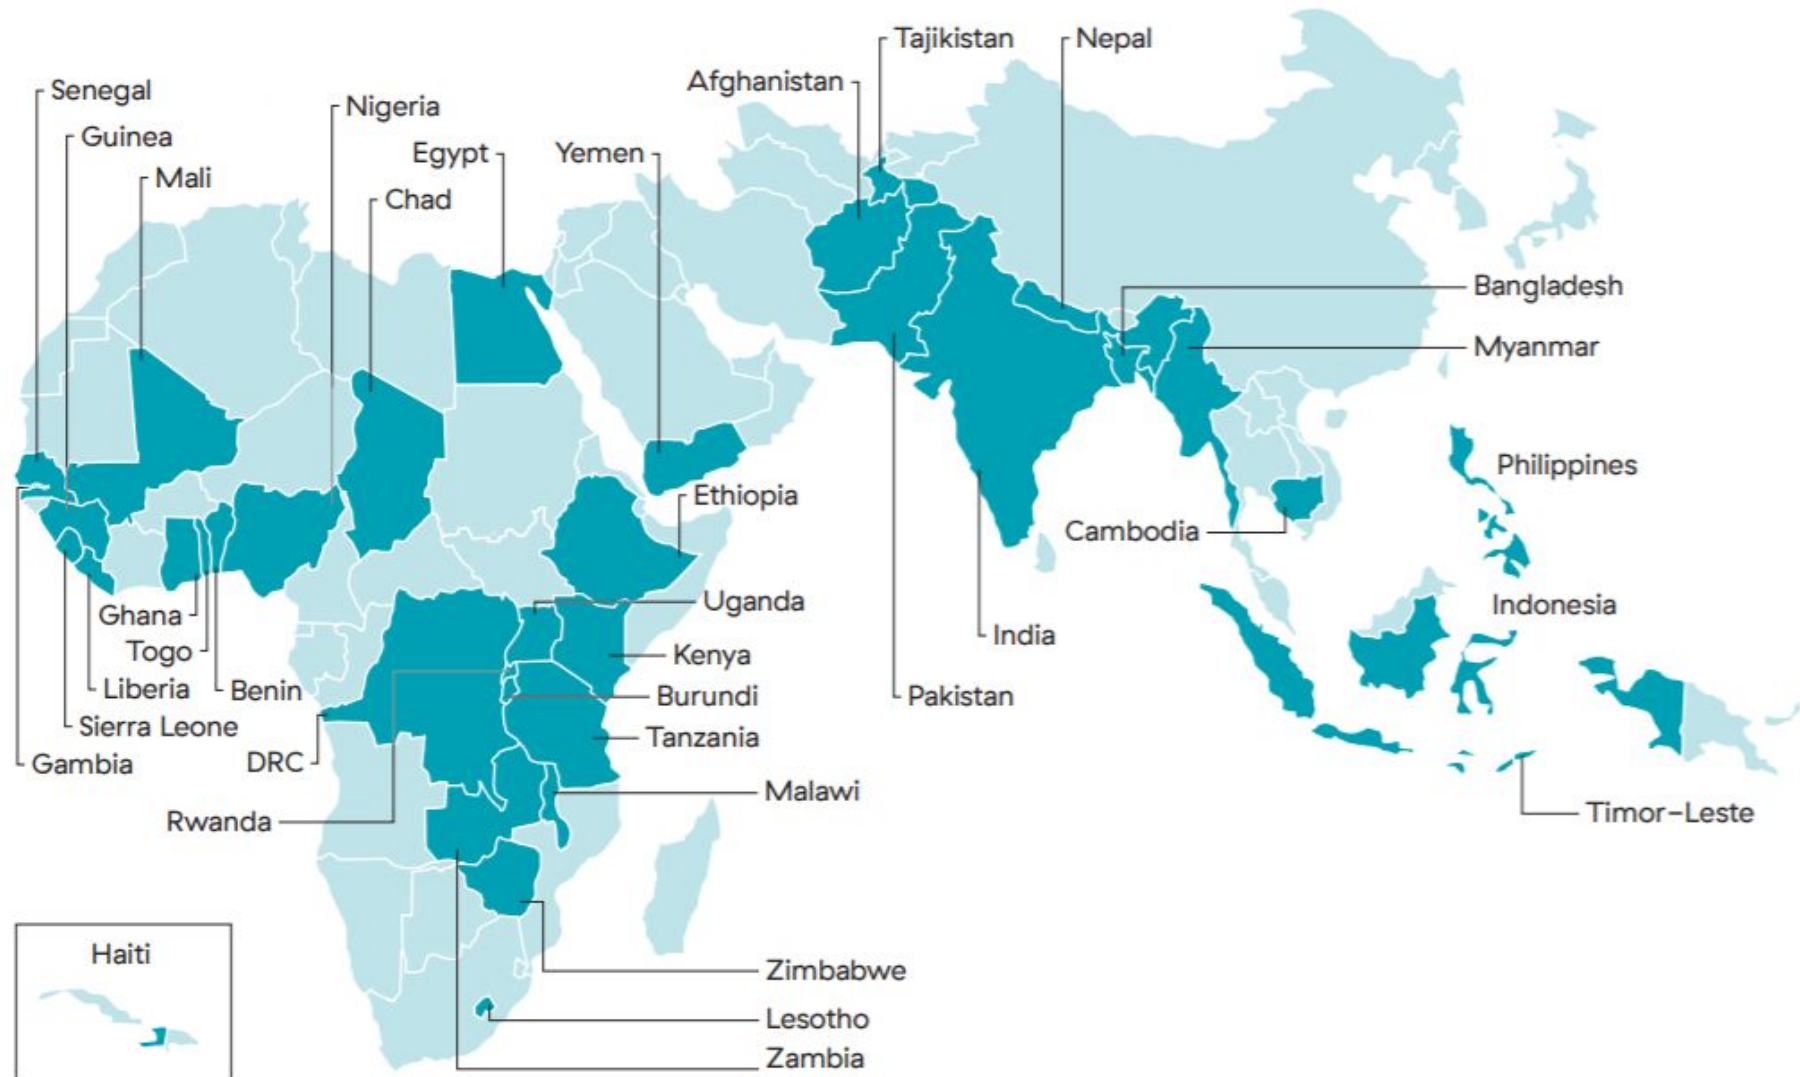 Tajikistan
Nepal
Afghanistan
Senegal
Nigeria
Guinea
Egypt
Yemen
Mali
Chad
Bangladesh
Myanmar
Philippines
Ethiopia
Cambodia
Uganda
Indonesia
Ghana
India
Togo
Kenya
Liberia
Benin
Burundi
Pakistan
Sierra Leone
Tanzania
Gambia
DRC
Malawi
Timor-Leste
Rwanda
Haiti
Zimbabwe
Lesotho
Zambia